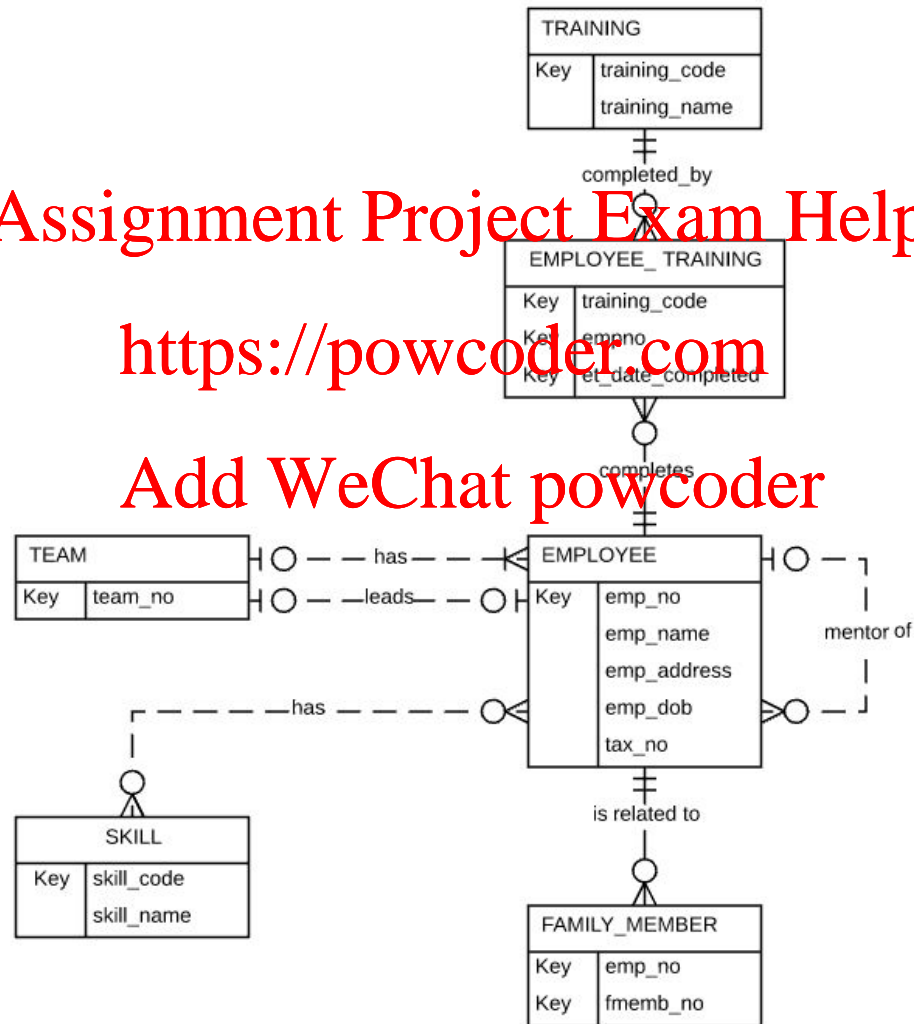 TRAINING
Key training_code
training_name
completed_by
Assignment Project Exam Help
EMPLOYEE_ TRAINING
Key training_code
Key empno
https://powcoder.com
Key et_date_completed
completes
Add WeChat powcoder
TEAM
has
EMPLOYEE
Key team_no
leads
Key emp_no
emp_name
mentor of
emp_address
has
emp_dob
tax_no
is related to
SKILL
Key skill_code
skill_name
FAMILY_MEMBER
Key emp_no
Key fmemb_no